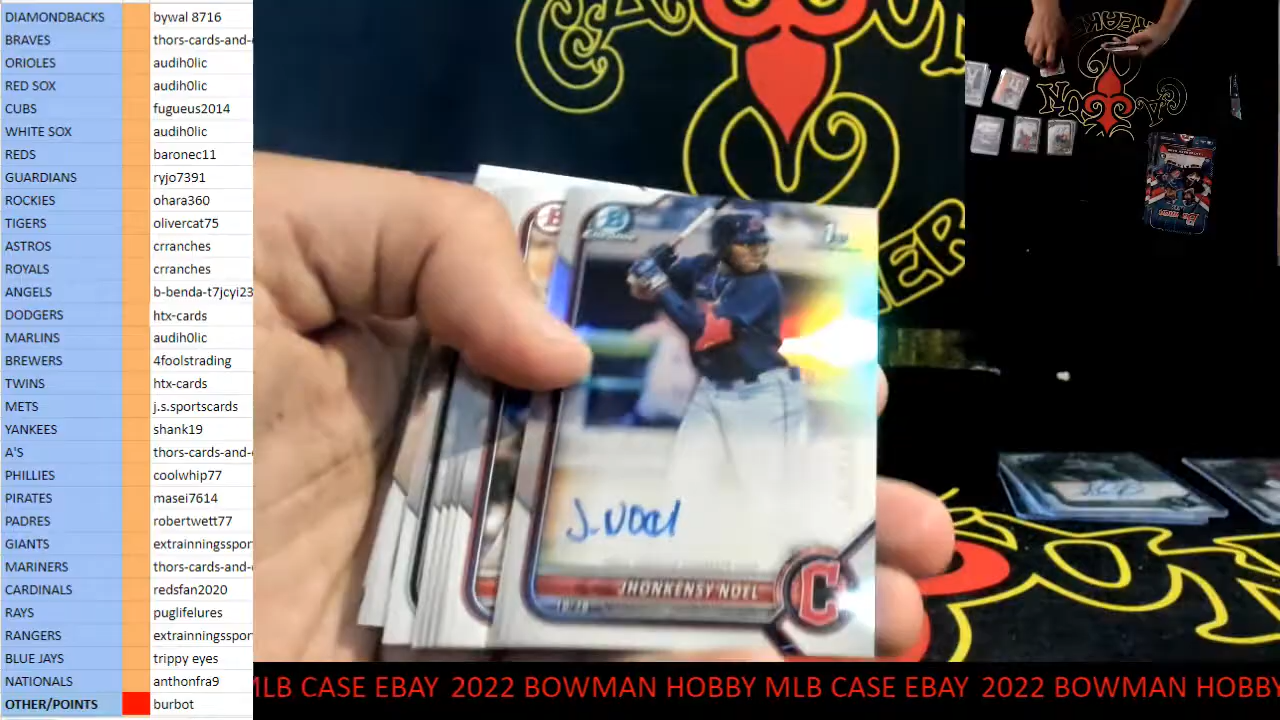 DIAMONDBACKS bywal 8716
BRAVES thors-cards-and-
ORIOLES audih0lic
RED SOX audih0lic
CUBS fugueus2014
WHITE SOX audih0lic
REDS baronec11
GUARDIANS ryjo7391
ROCKIES ohara360
TIGERS olivercat75
ASTROS crranches
ROYALS crranches
ANGELS b-benda-t7jcyi23
DODGERS htx-cards
MARLINS audih0lic
BREWERS 4foolstrading
TWINS htx-cards
METS j.s.sportscards
YANKEES shank19
A'S thors-cards-and-
PHILLIES coolwhip77
PIRATES masei7614
PADRES robertwett77
GIANTS extrainningsspor
MARINERS thors-cards-and-
CARDINALS redsfan2020
RAYS puglifelures
RANGERS extrainningsspor
BLUE JAYS trippy eyes
NATIONALS anthonfra9
OTHER/POINTS burbot
B
1st
J. Noel
JHONKENSY NOEL
C
MLB CASE EBAY 2022 BOWMAN HOBBY MLB CASE EBAY 2022 BOWMAN HOBBY